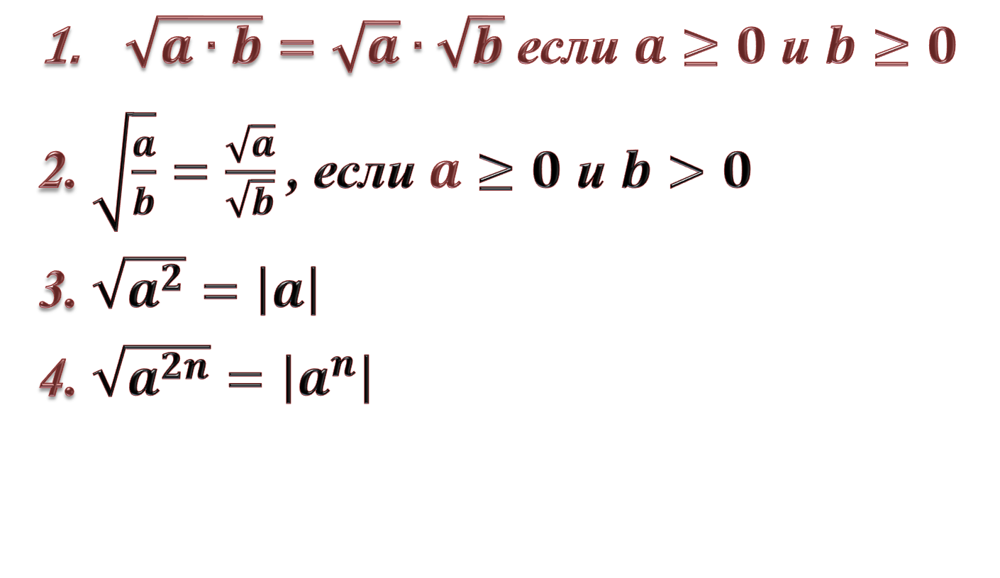 1. √(a · b) = √a · √b если a ≥ 0 и b ≥ 0
2. √(a/b) = √a/√b, если a ≥ 0 и b > 0
3. √(a²) = |a|
4. √(a²ⁿ) = |aⁿ|